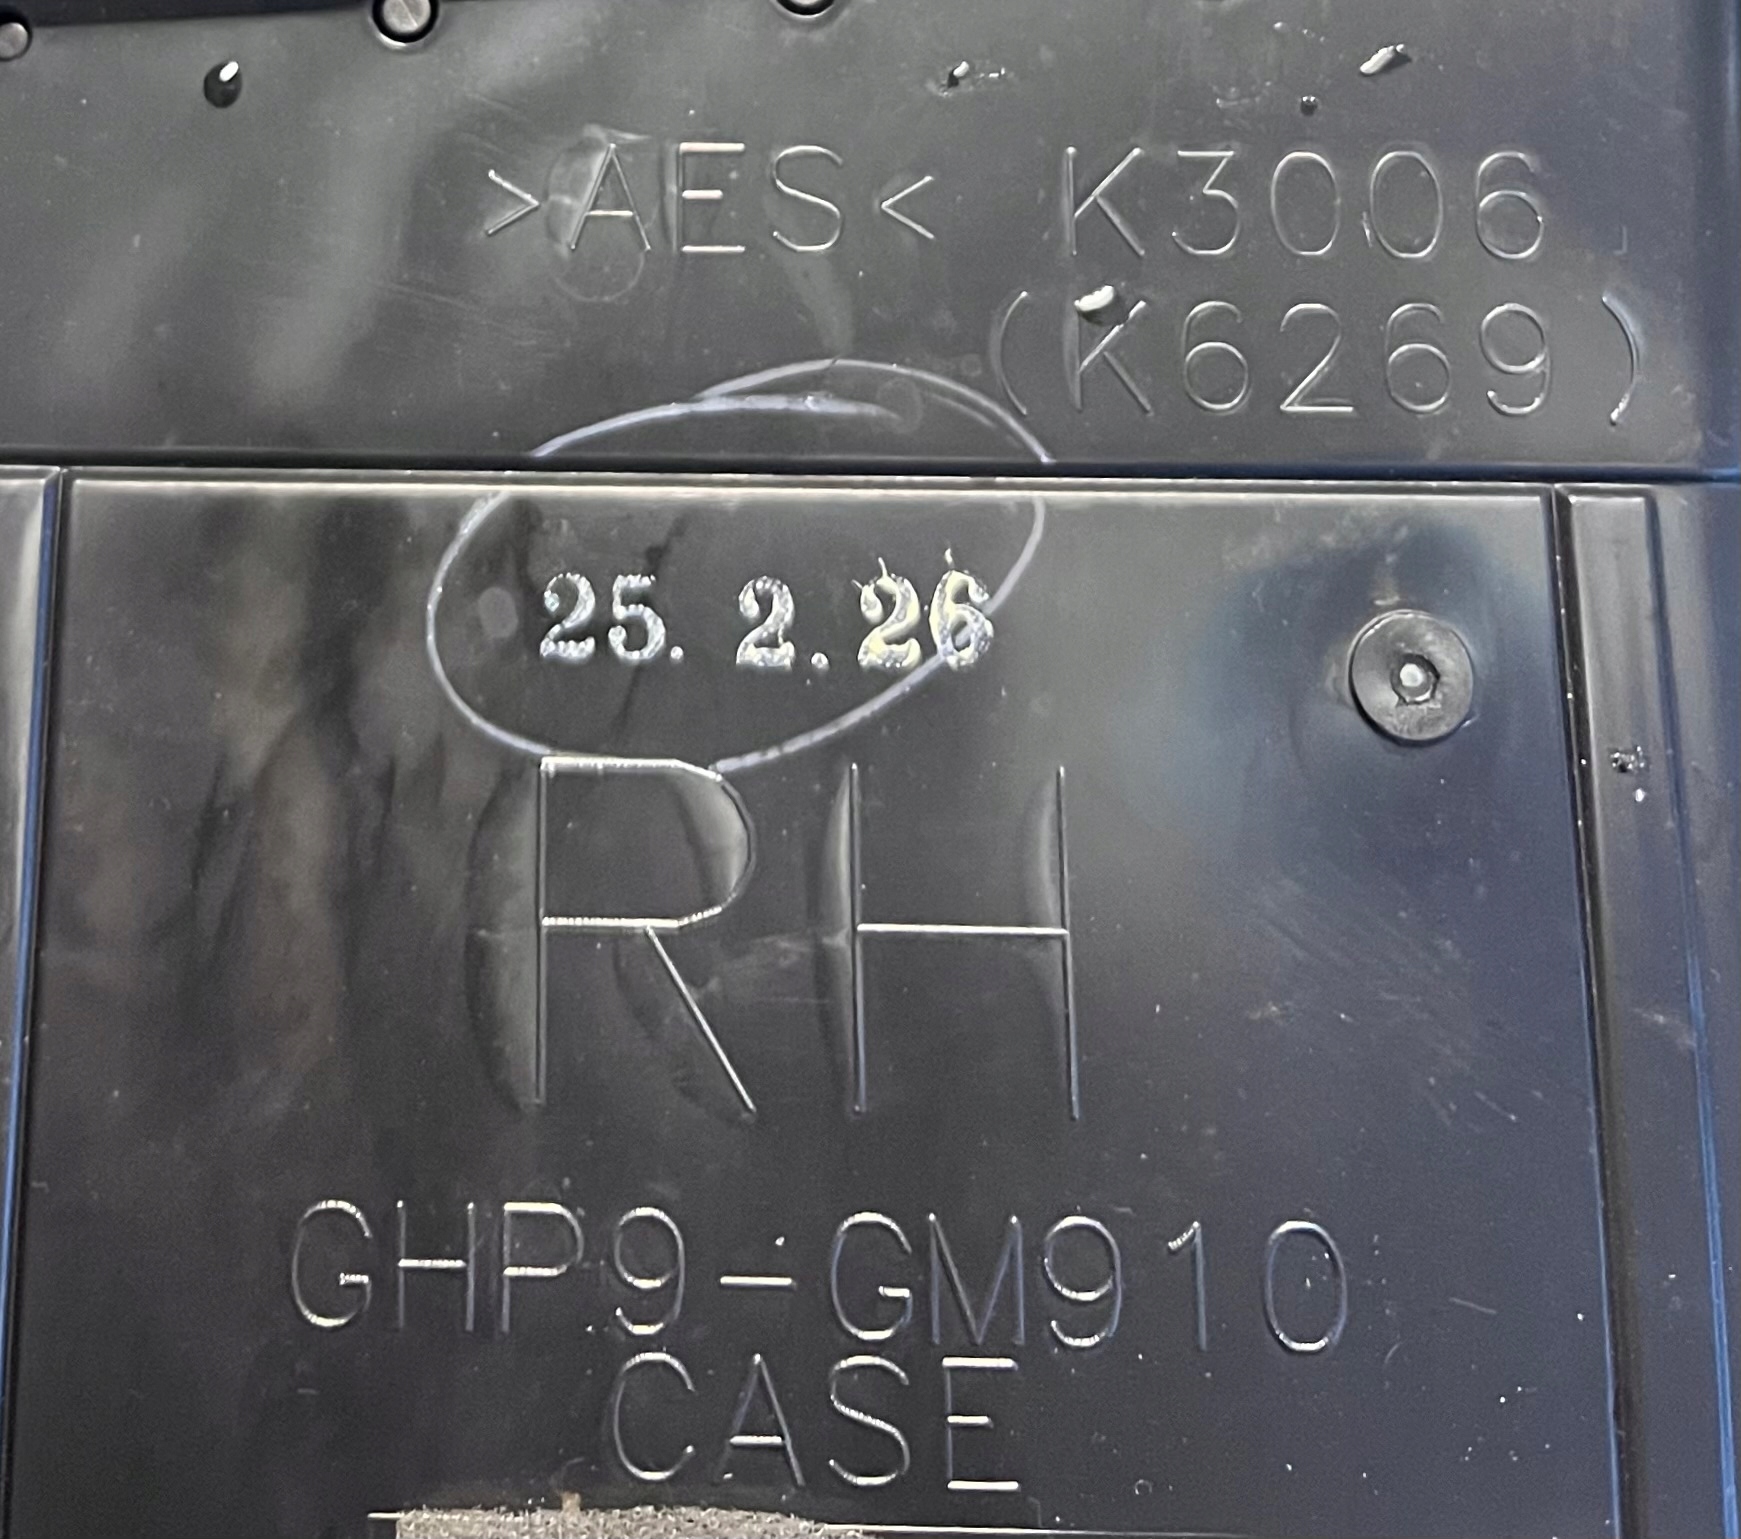 >AES< K3006
(K6269)
25. 2. 26
RH
GHP9-GM910
CASE